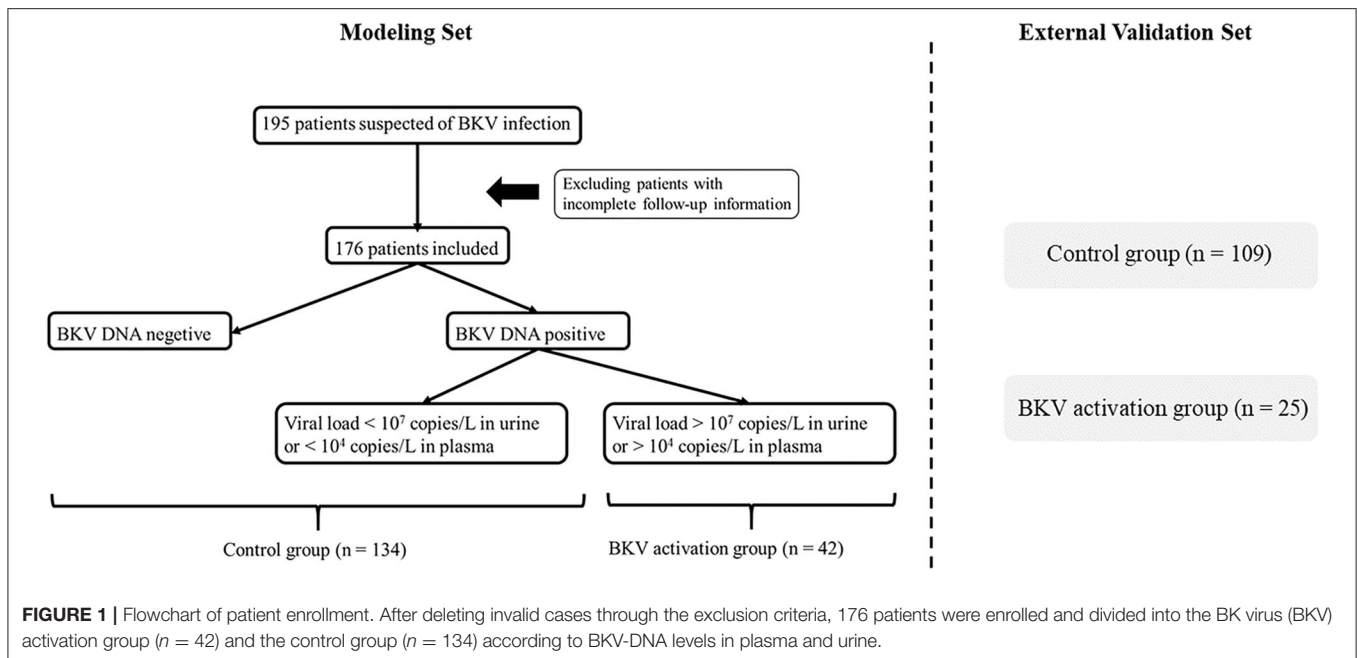 Modeling Set
External Validation Set
195 patients suspected of BKV infection
Excluding patients with
incomplete follow-up information
176 patients included
BKV DNA negetive
BKV DNA positive
Viral load < 10⁷ copies/L in urine
or < 10⁴ copies/L in plasma
Viral load > 10⁷ copies/L in urine
or > 10⁴ copies/L in plasma
Control group (n = 134)
BKV activation group (n = 42)
Control group (n = 109)
BKV activation group (n = 25)
FIGURE 1 | Flowchart of patient enrollment. After deleting invalid cases through the exclusion criteria, 176 patients were enrolled and divided into the BK virus (BKV)
activation group (n = 42) and the control group (n = 134) according to BKV-DNA levels in plasma and urine.